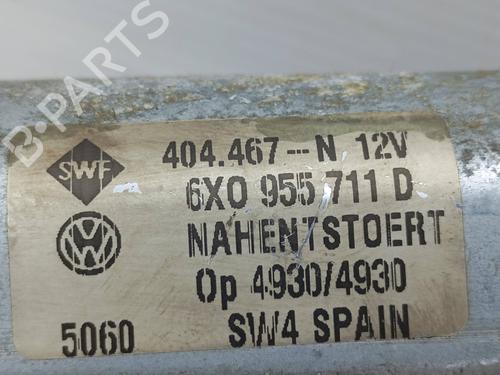 SWF
404.467---N 12V
6X0 955 711 D
NAHENTSTOERT
Op 4930/4930
5060 SW4 SPAIN
B-PARTS